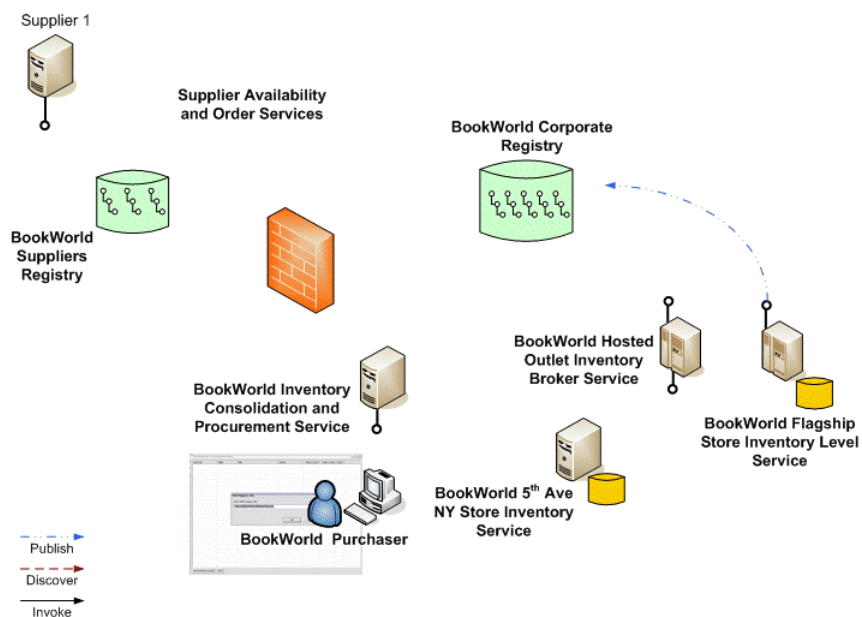 Supplier 1
Supplier Availability
and Order Services
BookWorld Corporate
Registry
BookWorld
Suppliers
Registry
BookWorld Hosted
Outlet Inventory
Broker Service
BookWorld Inventory
Consolidation and
Procurement Service
BookWorld Flagship
Store Inventory Level
Service
BookWorld 5th Ave
NY Store Inventory
Service
BookWorld Purchaser
Publish
Discover
Invoke